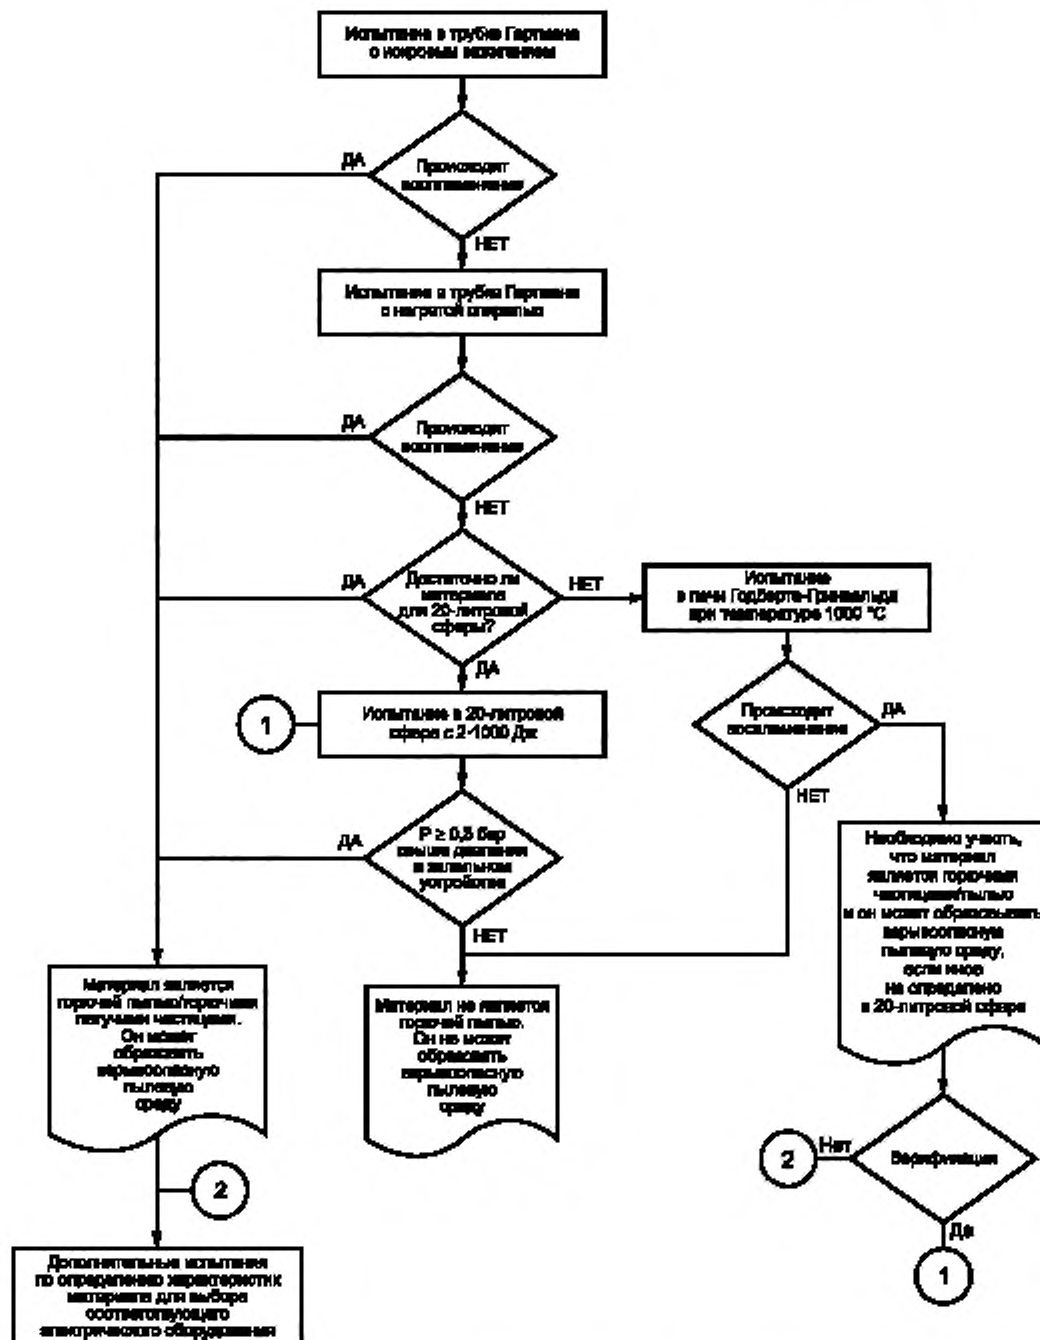 Испытание в трубке Гартмана
с искровым зажиганием
Происходит
воспламенение
ДА
НЕТ
Испытание в трубке Гартмана
с нагретой спиралью
Происходит
воспламенение
ДА
НЕТ
Достаточно ли
материала
для 20-литровой
сферы?
ДА
НЕТ
ДА
Испытание
в печи Годберта-Гринвальда
при температуре 1000 °С
Происходит
воспламенение
ДА
НЕТ
1
Испытание в 20-литровой
сфере с 2-1000 Дж
P ≥ 0,5 бар
свыше давления
в запальном
устройстве
ДА
НЕТ
Необходимо учесть,
что материал
является горючими
частицами/пылью
и он может образовывать
взрывоопасную
пылевую среду,
если иное
не определено
в 20-литровой сфере
Материал является
горючей пылью/горючими
летучими частицами.
Он может
образовать
взрывоопасную
пылевую
среду
Материал не является
горючей пылью.
Он не может
образовать
взрывоопасную
пылевую
среду
Верификация
Нет
2
Да
1
2
Дополнительные испытания
по определению характеристик
материала для выбора
соответствующего
электрического оборудования